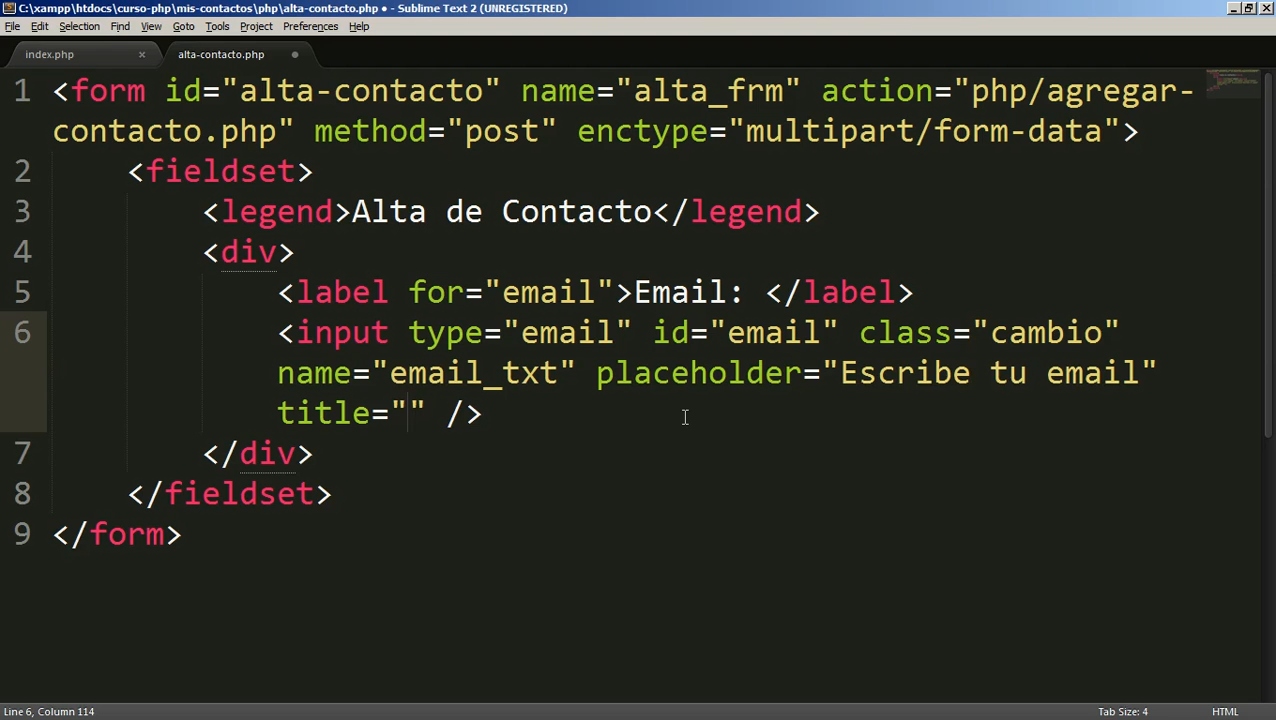 C:\xampp\htdocs\curso-php\mis-contactos\php\alta-contacto.php • - Sublime Text 2 (UNREGISTERED)
File Edit Selection Find View Goto Tools Project Preferences Help
index.php × alta-contacto.php
1 <form id="alta-contacto" name="alta_frm" action="php/agregar-
contacto.php" method="post" enctype="multipart/form-data">
2 <fieldset>
3 <legend>Alta de Contacto</legend>
4 <div>
5 <label for="email">Email: </label>
6 <input type="email" id="email" class="cambio"
name="email_txt" placeholder="Escribe tu email"
title="" />
7 </div>
8 </fieldset>
9 </form>
Line 6, Column 114 Tab Size: 4 HTML